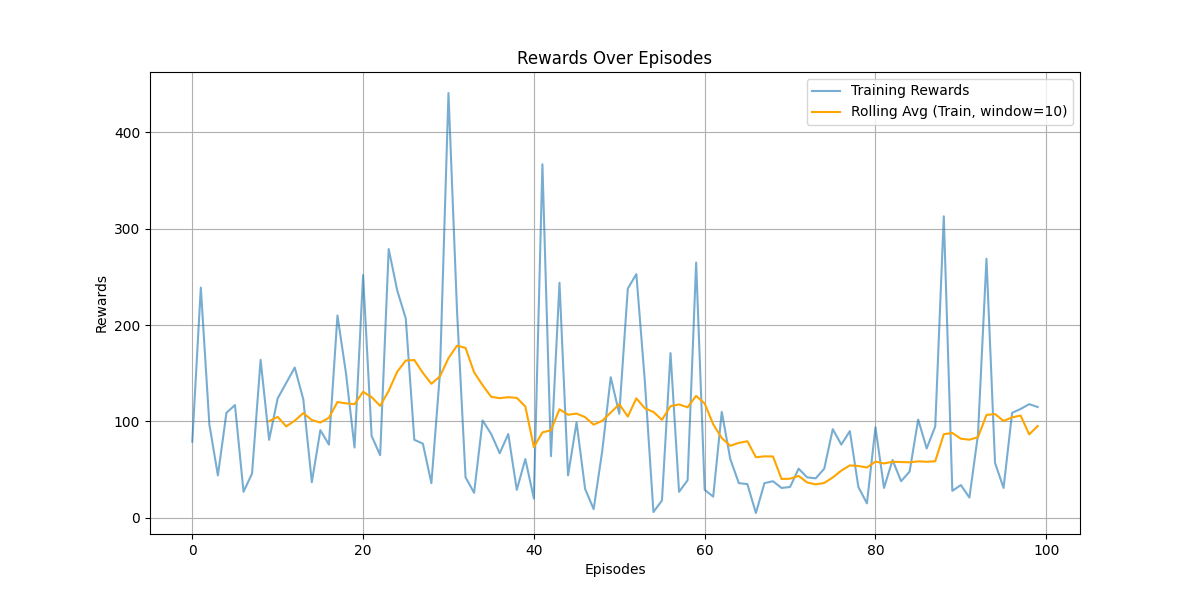 Rewards Over Episodes
Training Rewards
Rolling Avg (Train, window=10)
400
300
200
100
0
Rewards
0 20 40 60 80 100
Episodes